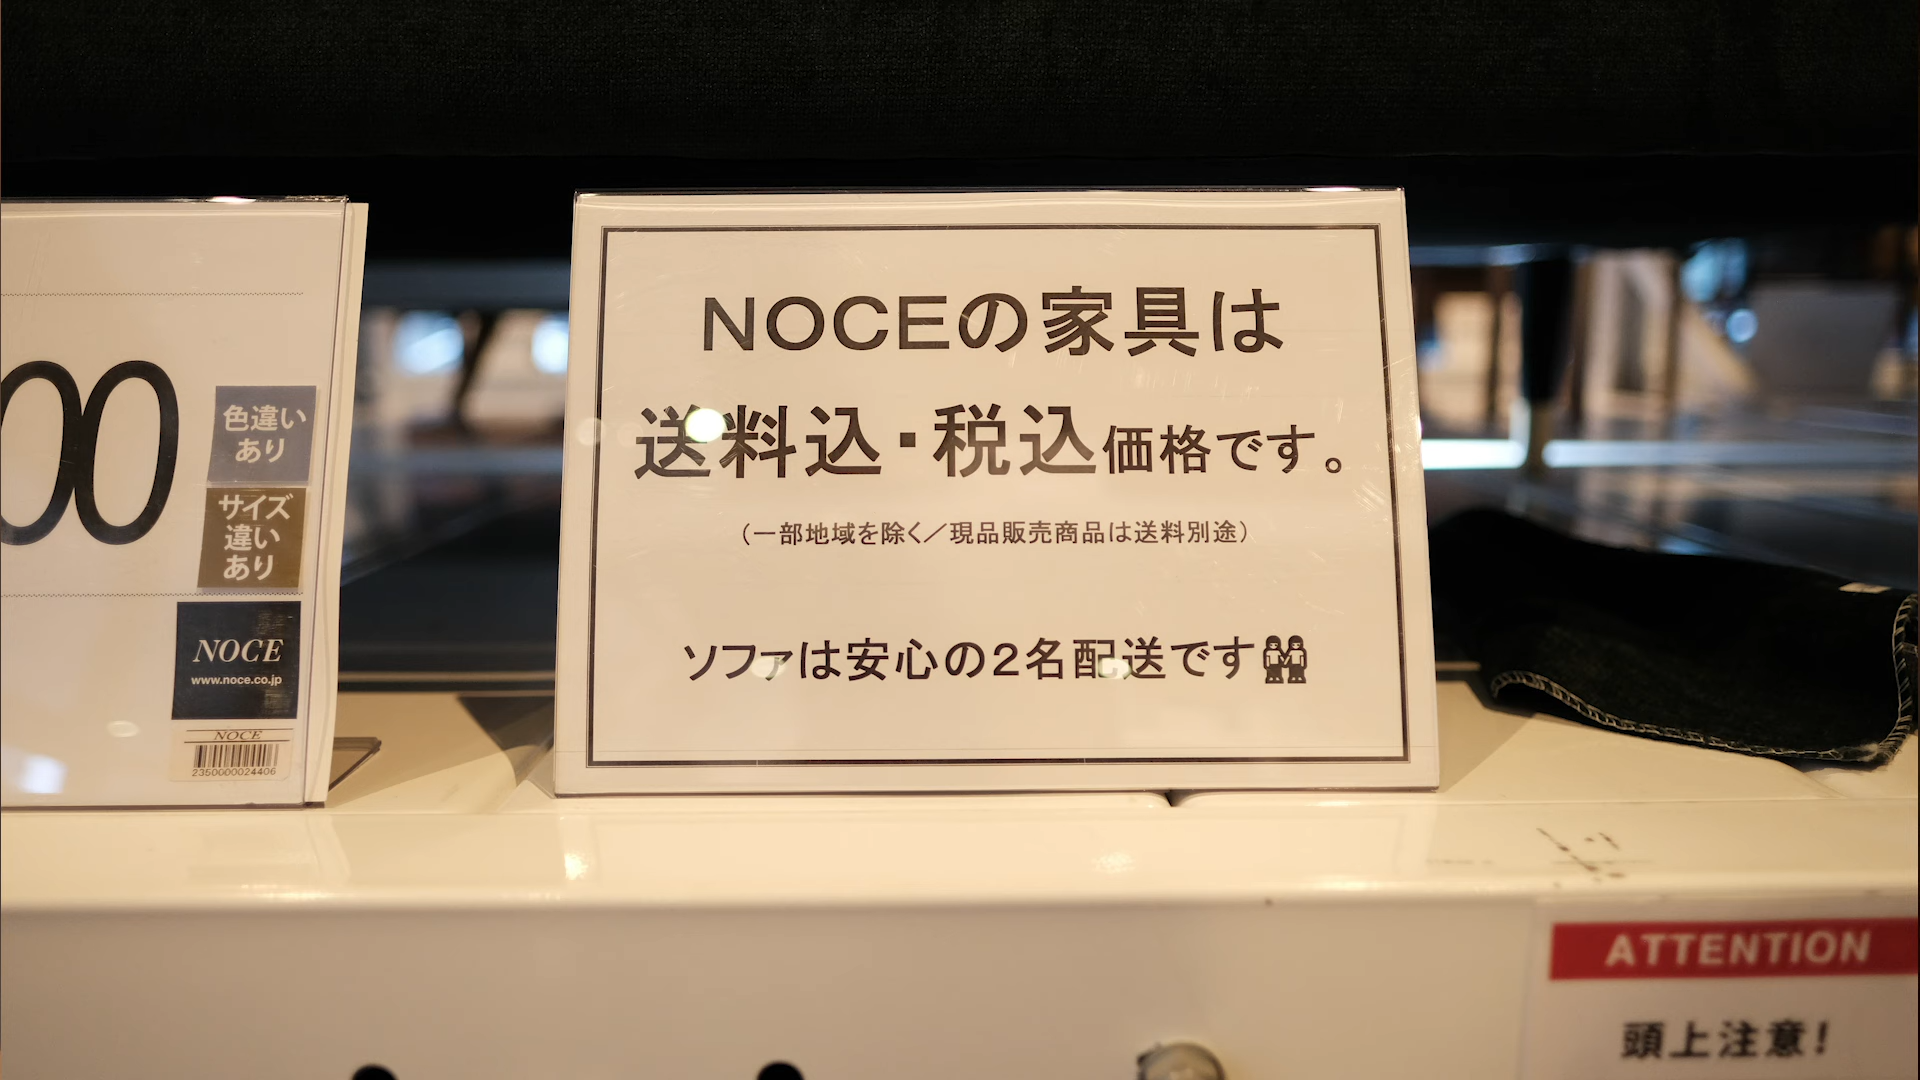 00
色違い
あり
サイズ
違い
あり
NOCE
www.noce.co.jp
NOCE
2350000024406
NOCEの家具は
送料込・税込価格です。
（一部地域を除く／現品販売商品は送料別途）
ソファは安心の2名配送です
ATTENTION
頭上注意！